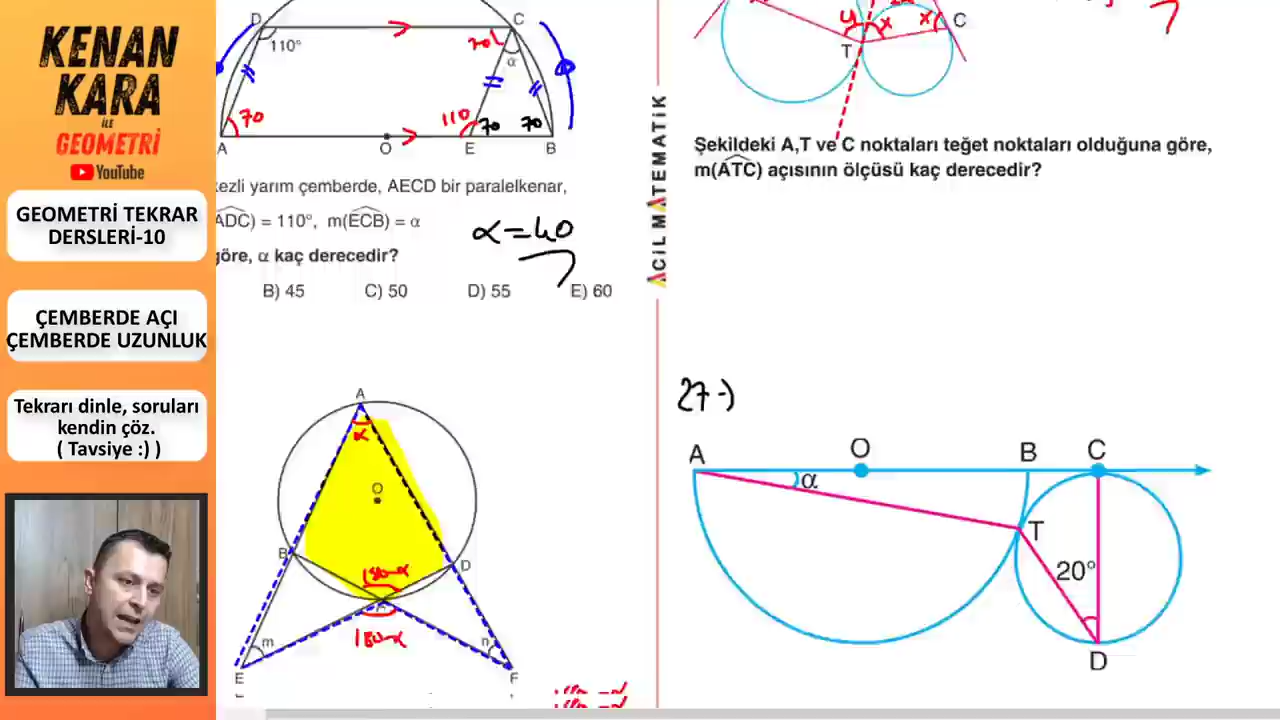 KENAN
KARA
İLE
GEOMETRİ
YouTube
GEOMETRİ TEKRAR
DERSLERİ-10
ÇEMBERDE AÇI
ÇEMBERDE UZUNLUK
Tekrarı dinle, soruları
kendin çöz.
( Tavsiye :) )
D
C
110°
α
70
110
70
70
A
O
E
B
kezli yarım çemberde, AECD bir paralelkenar,
ADC) = 110°, m(ECB) = α
göre, α kaç derecedir?
α = 40
B) 45
C) 50
D) 55
E) 60
A
α
O
B
D
180-α
180-α
m
n
E
F
ACİL MATEMATİK
y
x
x
C
T
Şekildeki A,T ve C noktaları teğet noktaları olduğuna göre,
m(ATC) açısının ölçüsü kaç derecedir?
27-)
A
O
B
C
α
T
20°
D